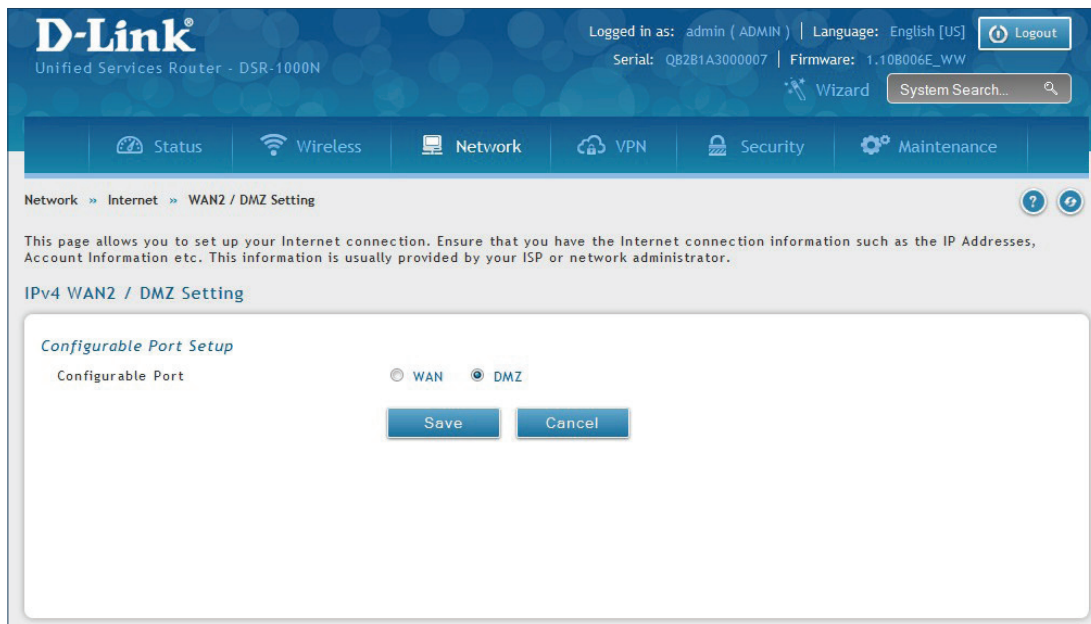 D-Link®
Unified Services Router - DSR-1000N
Logged in as: admin ( ADMIN ) | Language: English [US]
Logout
Serial: QB2B1A3000007 | Firmware: 1.10B006E_WW
Wizard
System Search...
Status
Wireless
Network
VPN
Security
Maintenance
Network » Internet » WAN2 / DMZ Setting
?
This page allows you to set up your Internet connection. Ensure that you have the Internet connection information such as the IP Addresses,
Account Information etc. This information is usually provided by your ISP or network administrator.
IPv4 WAN2 / DMZ Setting
Configurable Port Setup
Configurable Port
WAN
DMZ
Save
Cancel